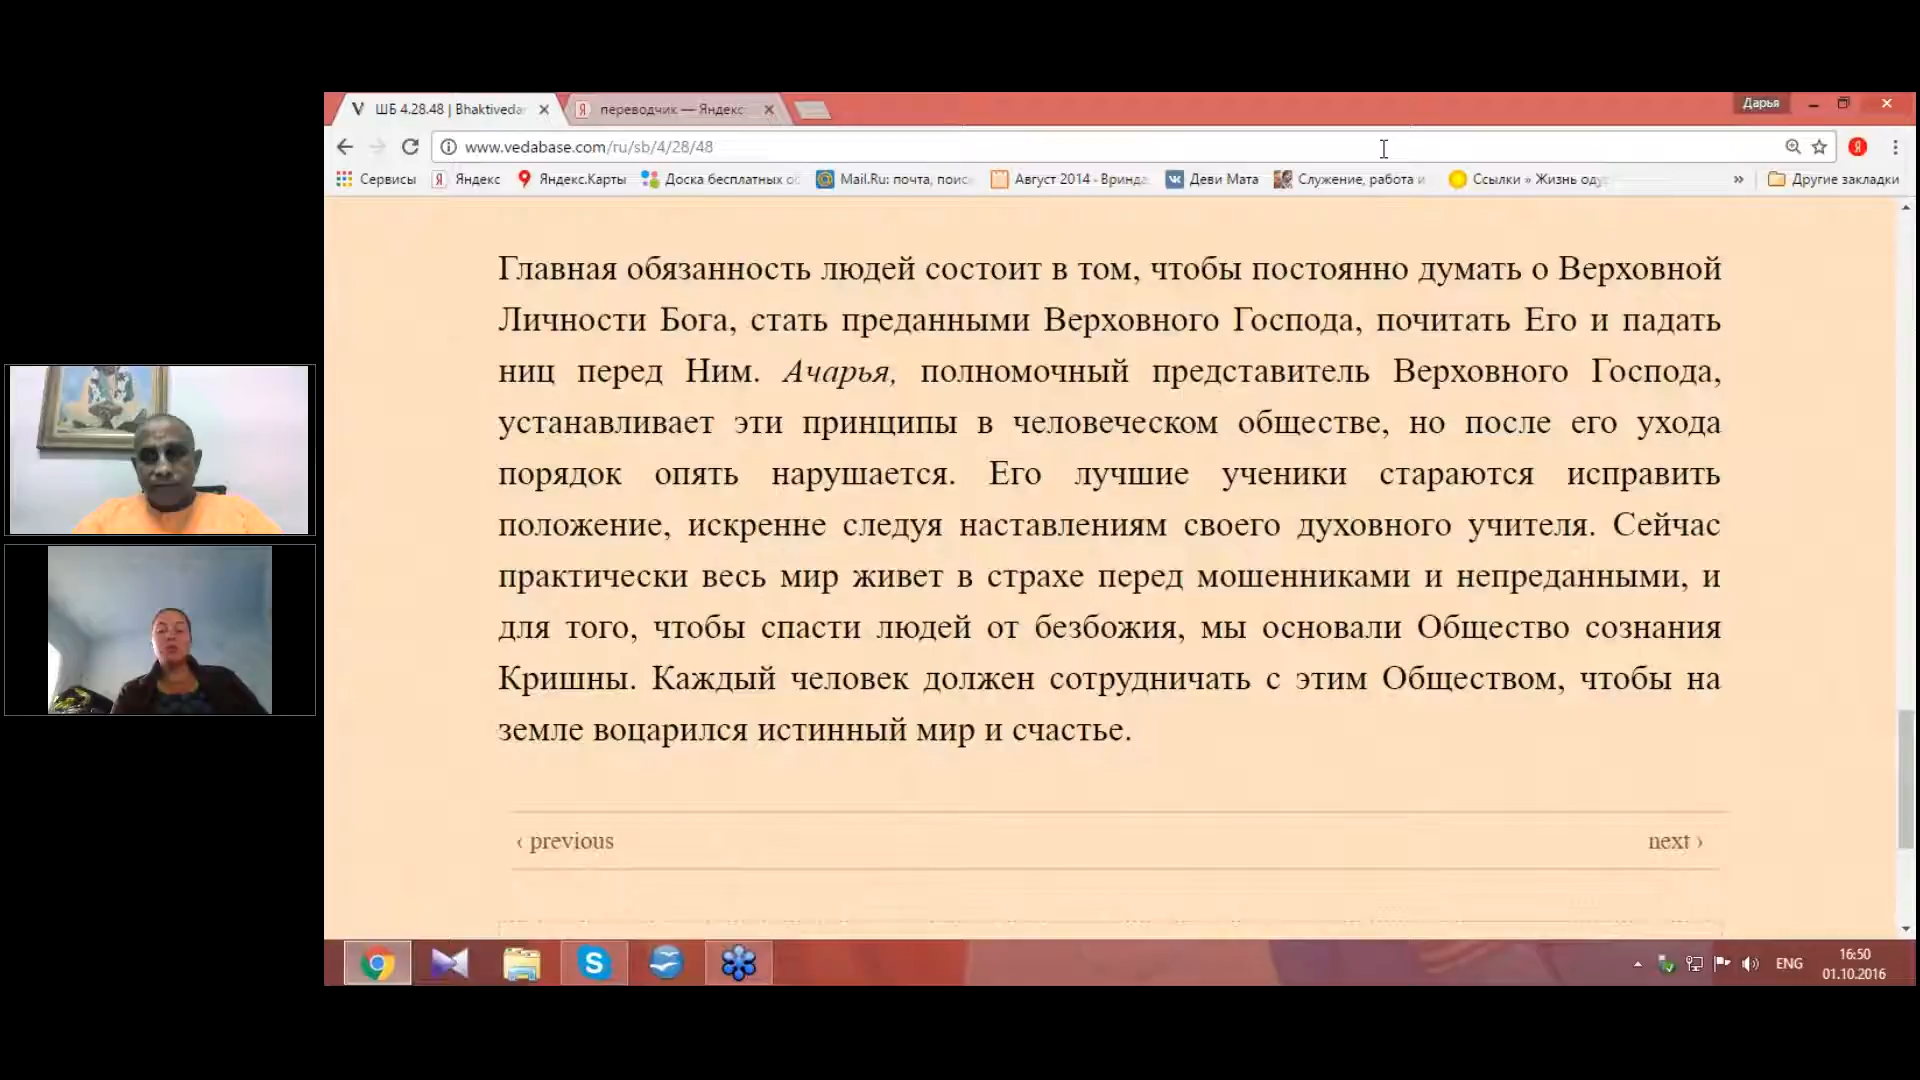 ШБ 4.28.48 | Bhaktiveda
переводчик — Яндекс
Дарья
www.vedabase.com/ru/sb/4/28/48
Сервисы
Яндекс
Яндекс.Карты
Доска бесплатных о
Mail.Ru: почта, поис
Август 2014 - Вринда
Деви Мата
Служение, работа и
Ссылки » Жизнь оду
»
Другие закладки
Главная обязанность людей состоит в том, чтобы постоянно думать о Верховной
Личности Бога, стать преданными Верховного Господа, почитать Его и падать
ниц перед Ним. Ачарья, полномочный представитель Верховного Господа,
устанавливает эти принципы в человеческом обществе, но после его ухода
порядок опять нарушается. Его лучшие ученики стараются исправить
положение, искренне следуя наставлениям своего духовного учителя. Сейчас
практически весь мир живет в страхе перед мошенниками и непреданными, и
для того, чтобы спасти людей от безбожия, мы основали Общество сознания
Кришны. Каждый человек должен сотрудничать с этим Обществом, чтобы на
земле воцарился истинный мир и счастье.
‹ previous
next ›
ENG
16:50
01.10.2016